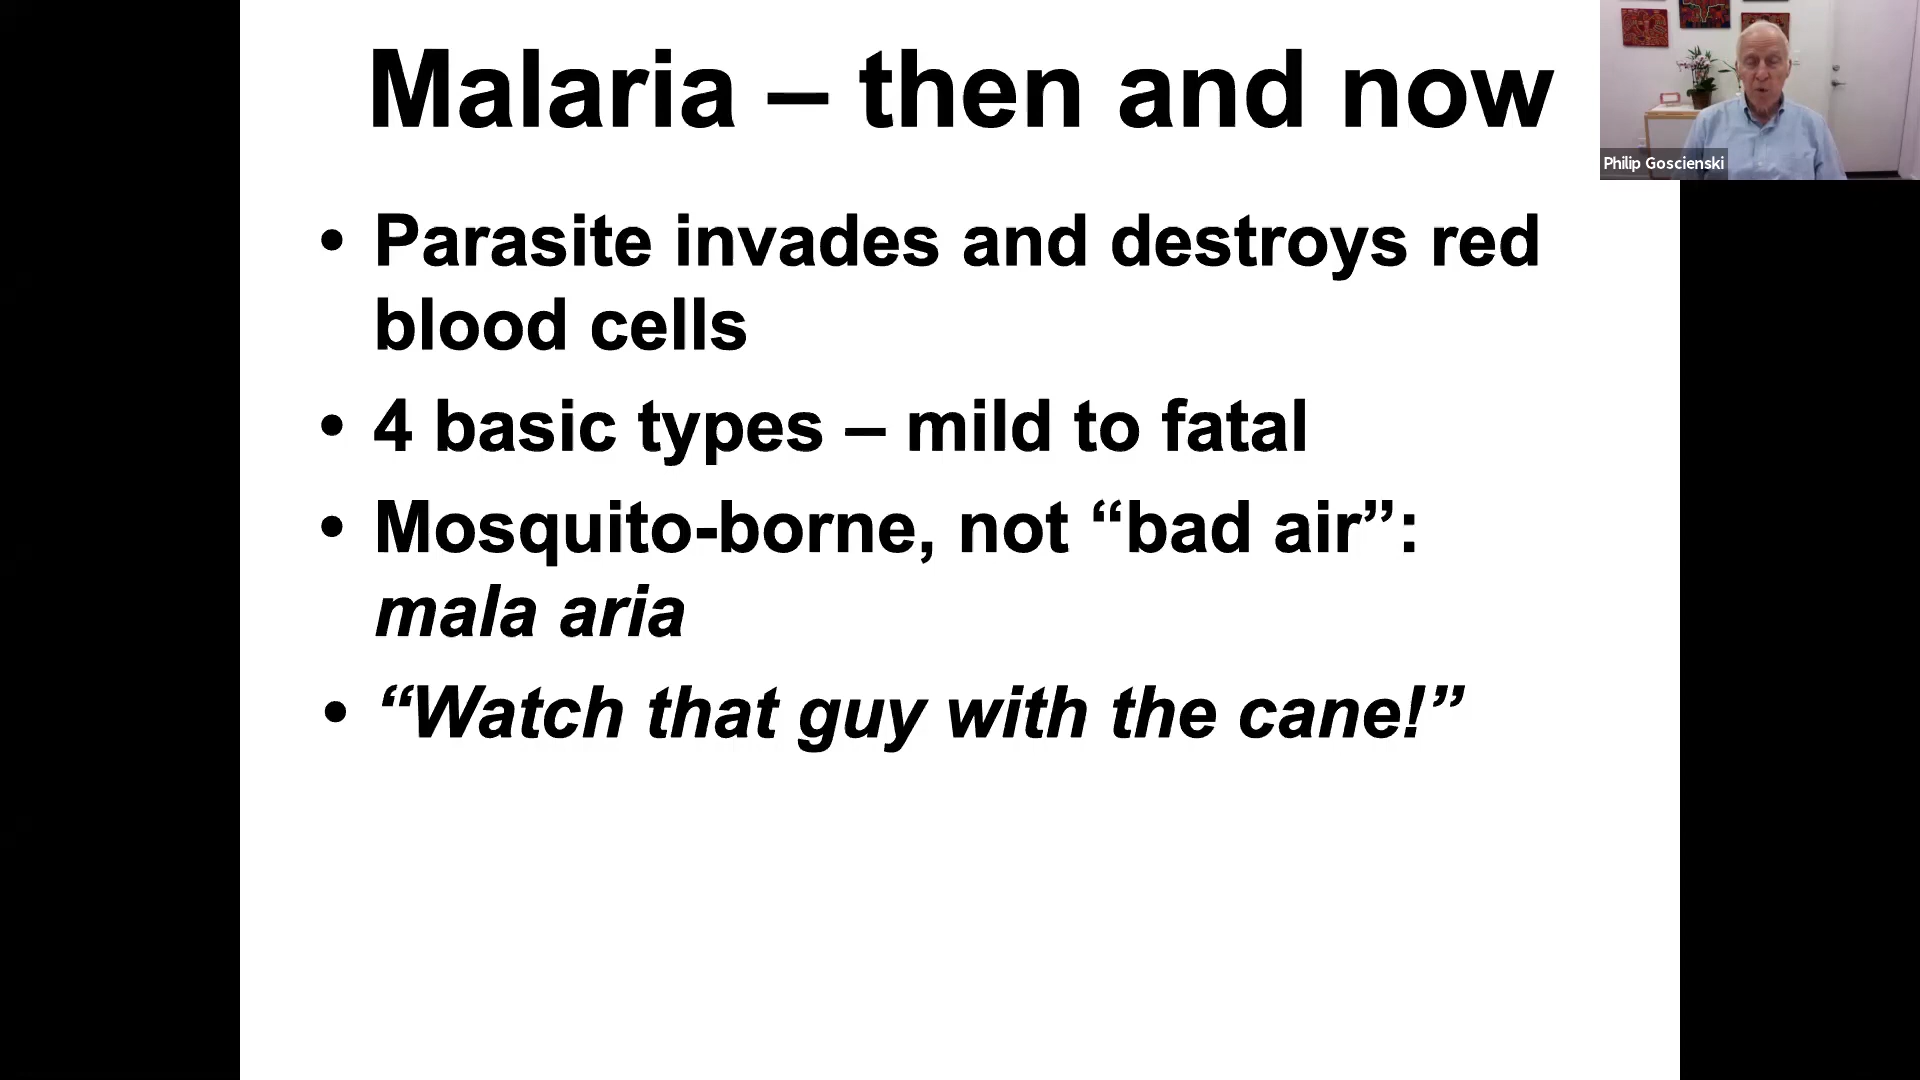 Malaria – then and now
• Parasite invades and destroys red
blood cells
• 4 basic types – mild to fatal
• Mosquito-borne, not “bad air”:
mala aria
• “Watch that guy with the cane!”
Philip Goscienski